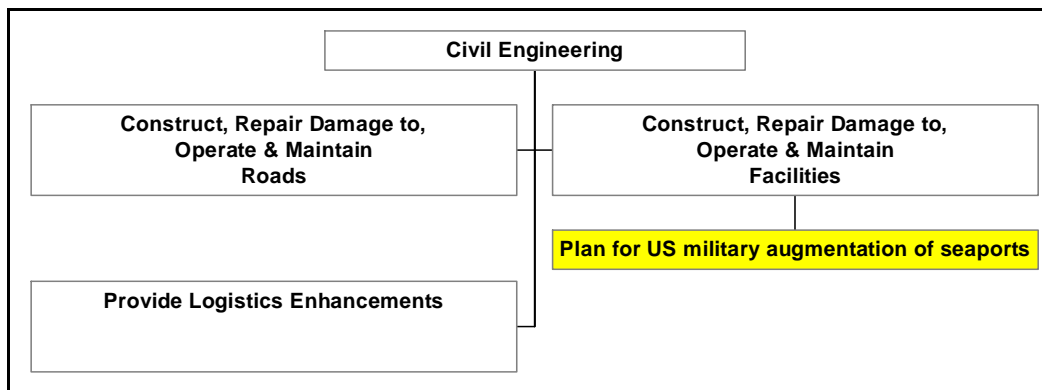 Civil Engineering
Construct, Repair Damage to,
Operate & Maintain
Roads
Construct, Repair Damage to,
Operate & Maintain
Facilities
Plan for US military augmentation of seaports
Provide Logistics Enhancements